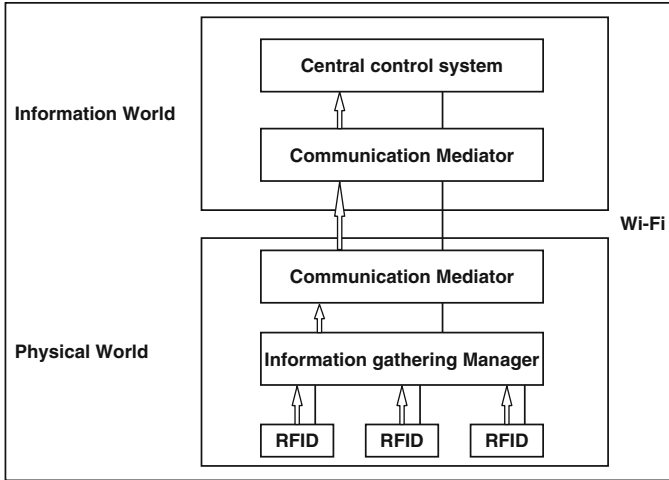 Central control system
Information World
Communication Mediator
Wi-Fi
Communication Mediator
Physical World
Information gathering Manager
RFID RFID RFID